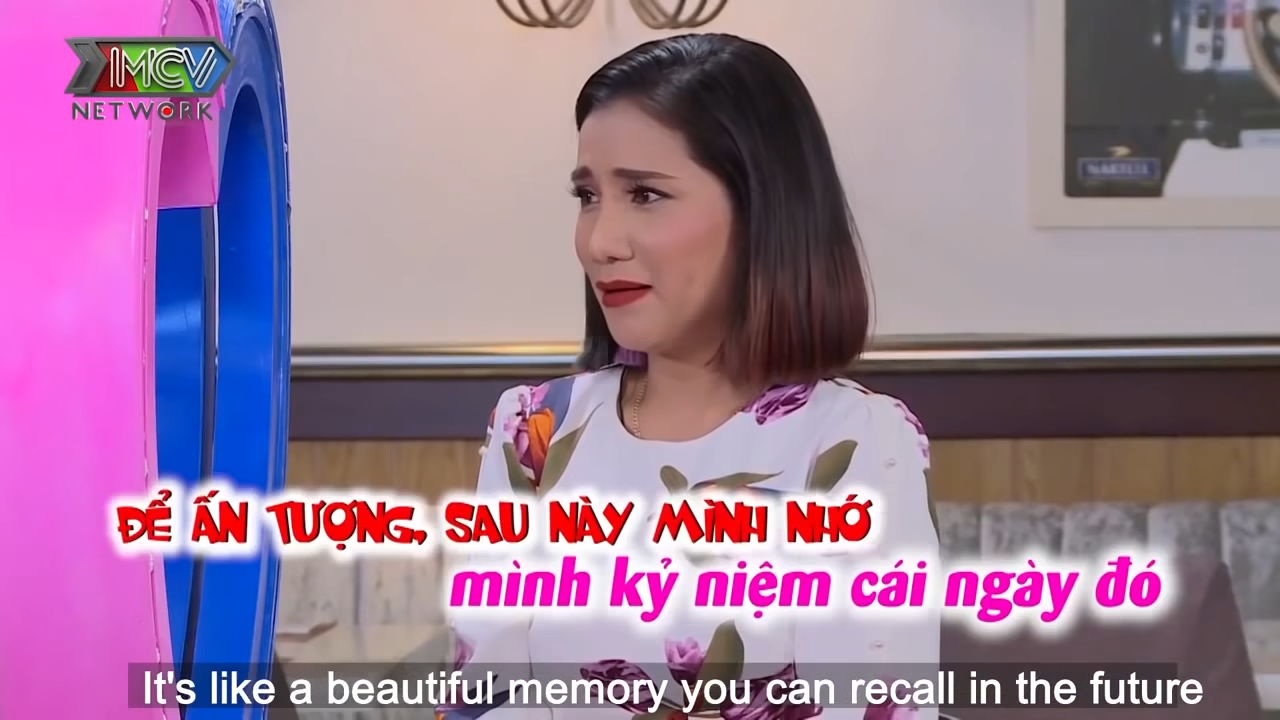 MCV
NETWORK
ĐỂ ẤN TƯỢNG, SAU NÀY MÌNH NHỚ
mình kỷ niệm cái ngày đó
It's like a beautiful memory you can recall in the future